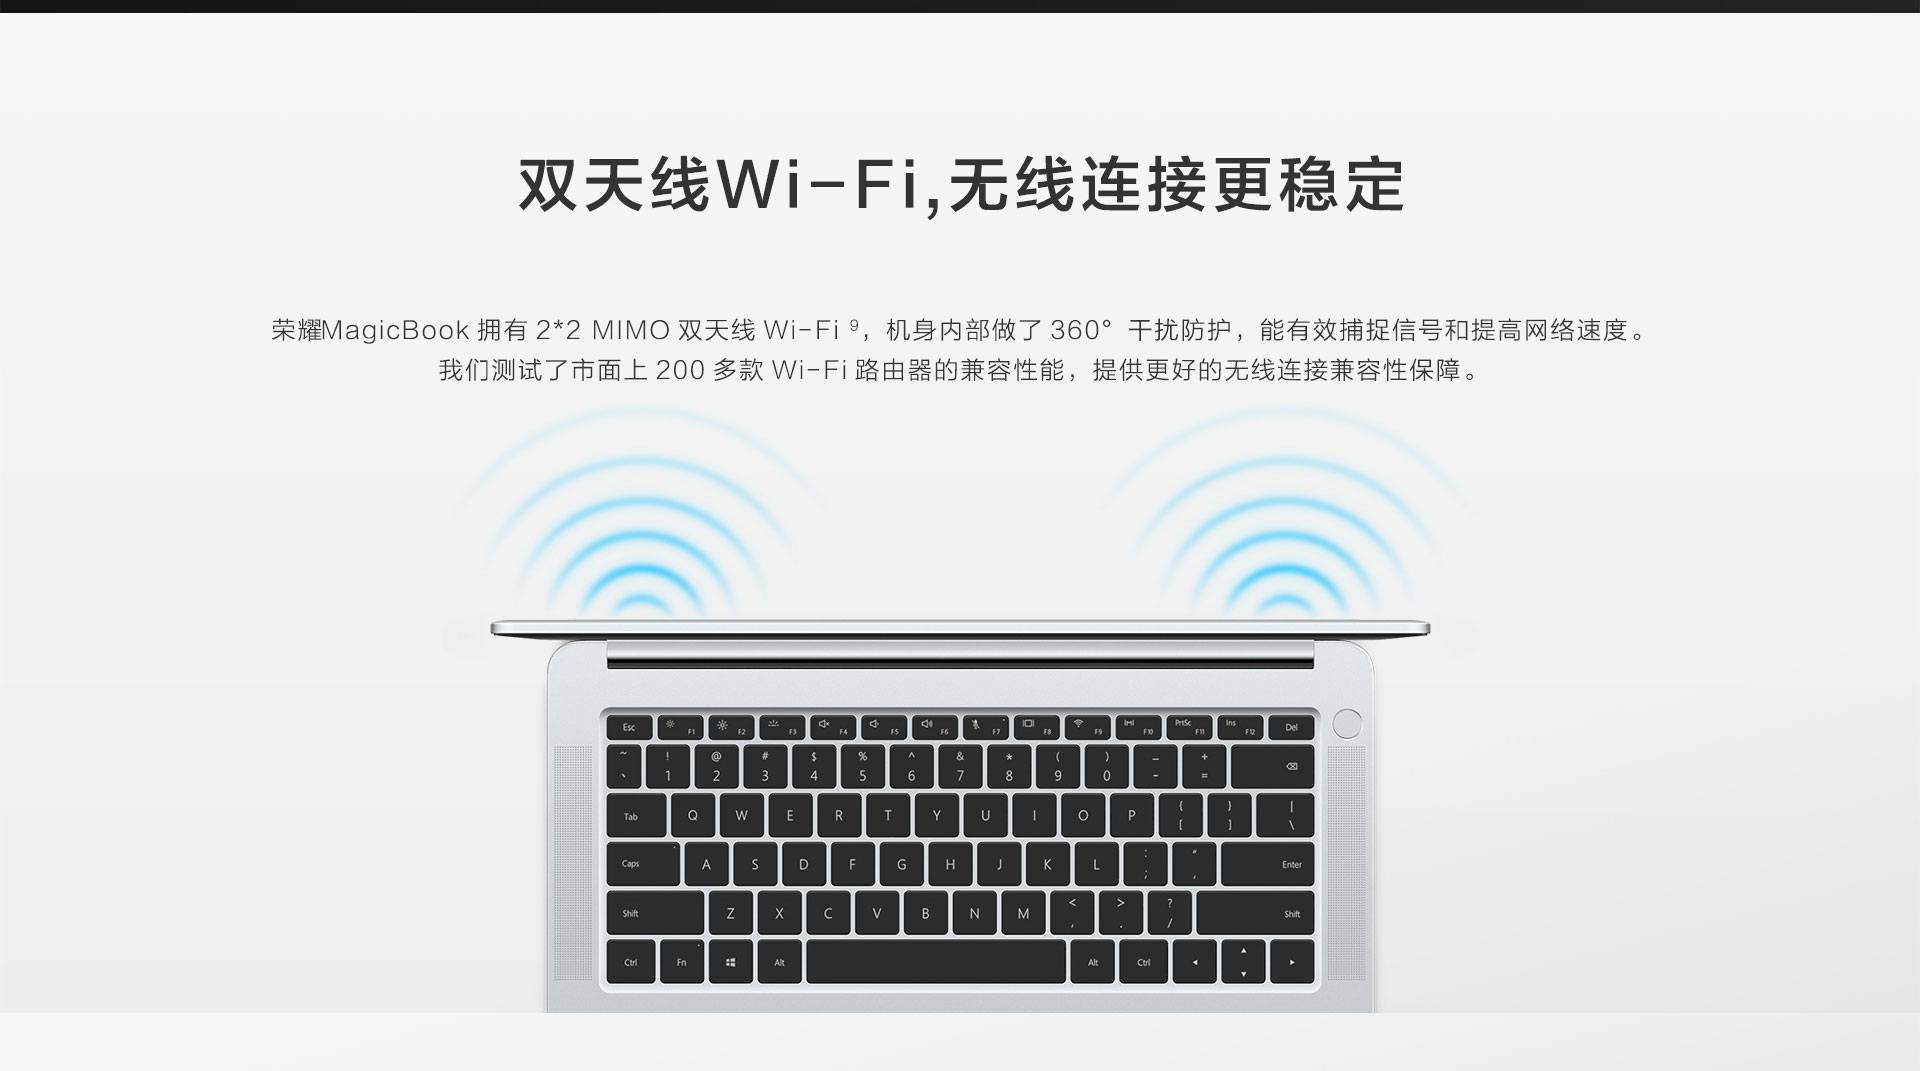 双天线Wi-Fi,无线连接更稳定
荣耀MagicBook 拥有 2*2 MIMO 双天线 Wi-Fi ⁹，机身内部做了 360° 干扰防护，能有效捕捉信号和提高网络速度。
我们测试了市面上 200 多款 Wi-Fi 路由器的兼容性能，提供更好的无线连接兼容性保障。
Esc F1 F2 F3 F4 F5 F6 F7 F8 F9 F10 PrtSc F11 Ins F12 Del
~ ! @ # $ % ^ & * ( ) _ +
` 1 2 3 4 5 6 7 8 9 0 - =
Tab Q W E R T Y U I O P { [ } ] | \
Caps A S D F G H J K L : ; " ' Enter
Shift Z X C V B N M < , > . ? / Shift
Ctrl Fn Alt Alt Ctrl